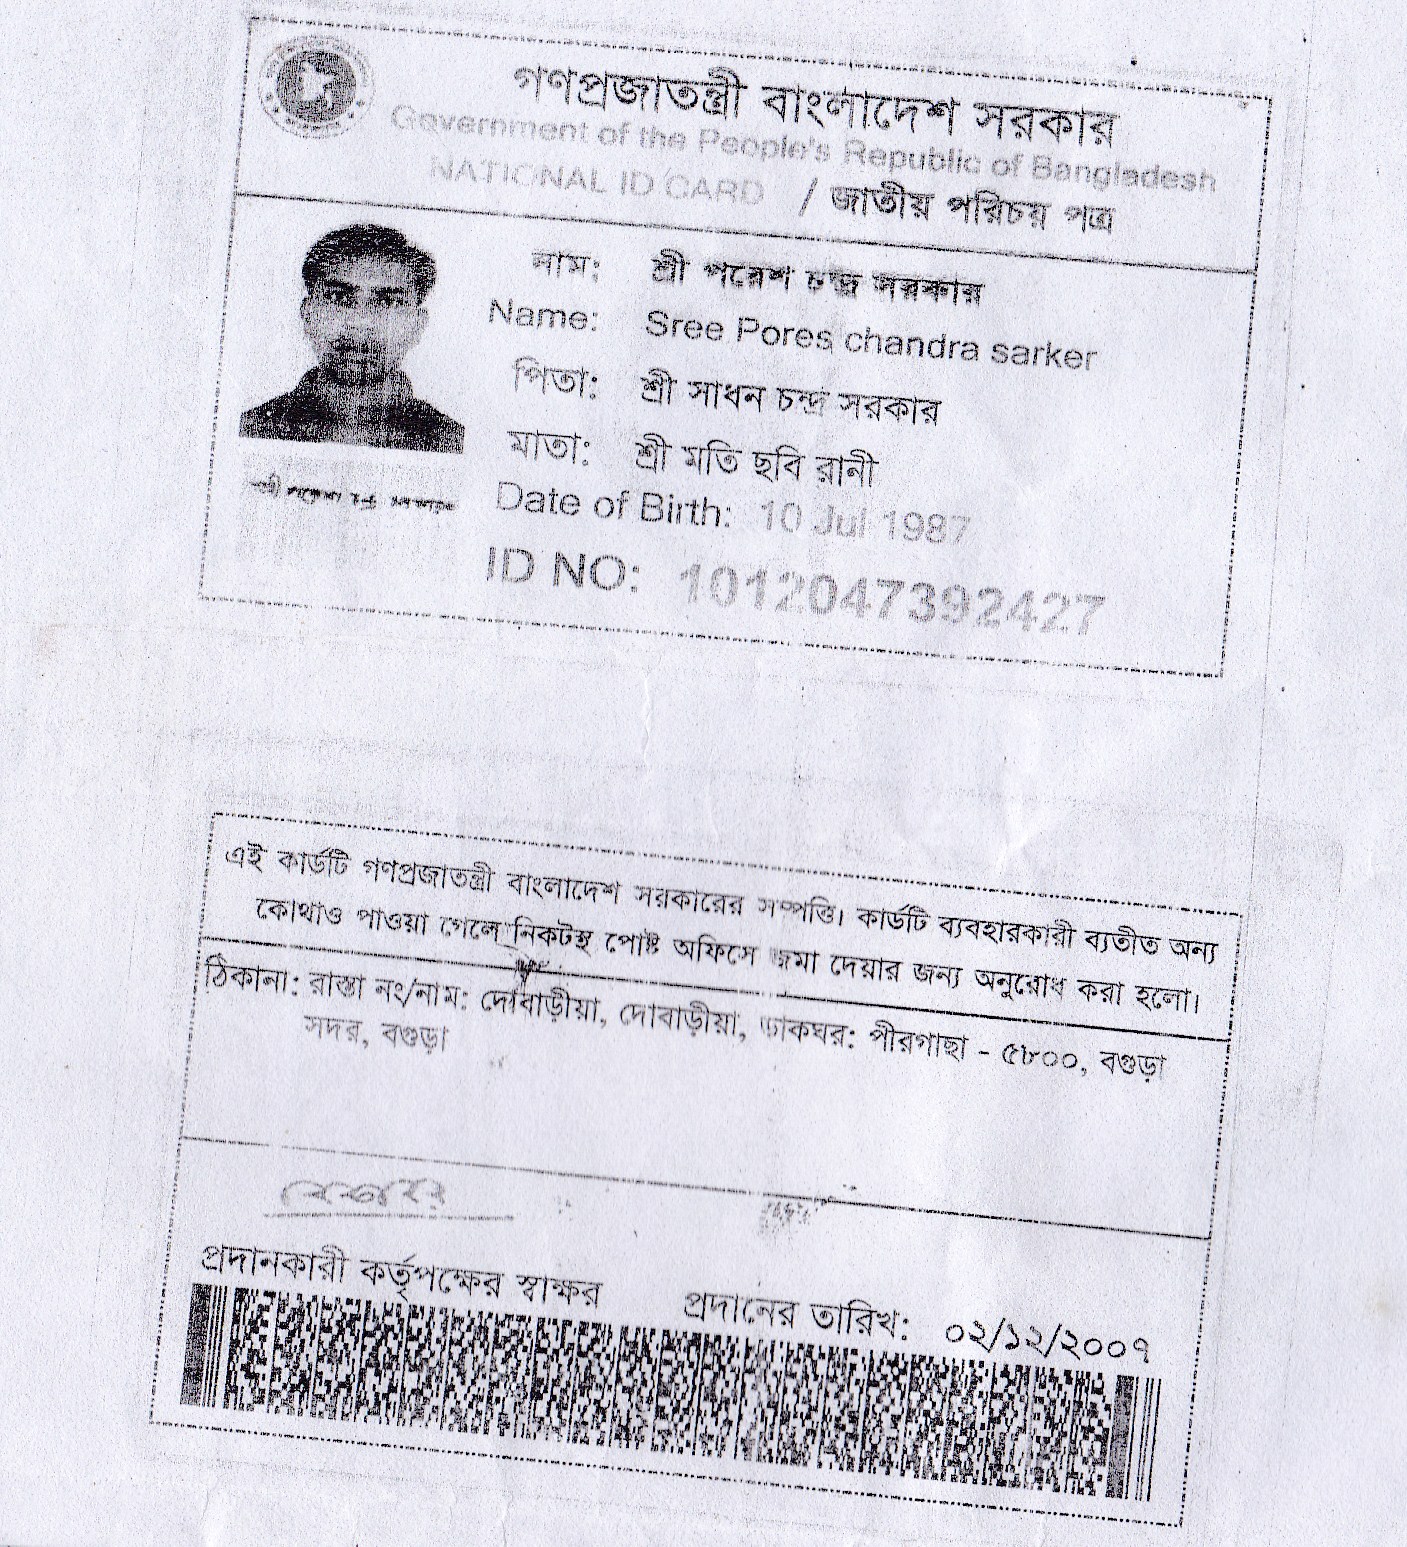 গণপ্রজাতন্ত্রী বাংলাদেশ সরকার
Government of the People's Republic of Bangladesh
NATIONAL ID CARD / জাতীয় পরিচয় পত্র
নাম: শ্রী পরেশ চন্দ্র সরকার
Name: Sree Pores chandra sarker
পিতা: শ্রী সাধন চন্দ্র সরকার
মাতা: শ্রী মতি ছবি রানী
Date of Birth: 10 Jul 1987
ID NO: 1012047392427
শ্রী পরেশ চন্দ্র সরকার
এই কার্ডটি গণপ্রজাতন্ত্রী বাংলাদেশ সরকারের সম্পত্তি। কার্ডটি ব্যবহারকারী ব্যতীত অন্য
কোথাও পাওয়া গেলে নিকটস্থ পোষ্ট অফিসে জমা দেয়ার জন্য অনুরোধ করা হলো।
ঠিকানা: রাস্তা নং/নাম: দোবাড়ীয়া, দোবাড়ীয়া, ডাকঘর: পীরগাছা - ৫৮০০, বগুড়া
সদর, বগুড়া
প্রদানকারী কর্তৃপক্ষের স্বাক্ষর প্রদানের তারিখ: ০২/১২/২০০৭